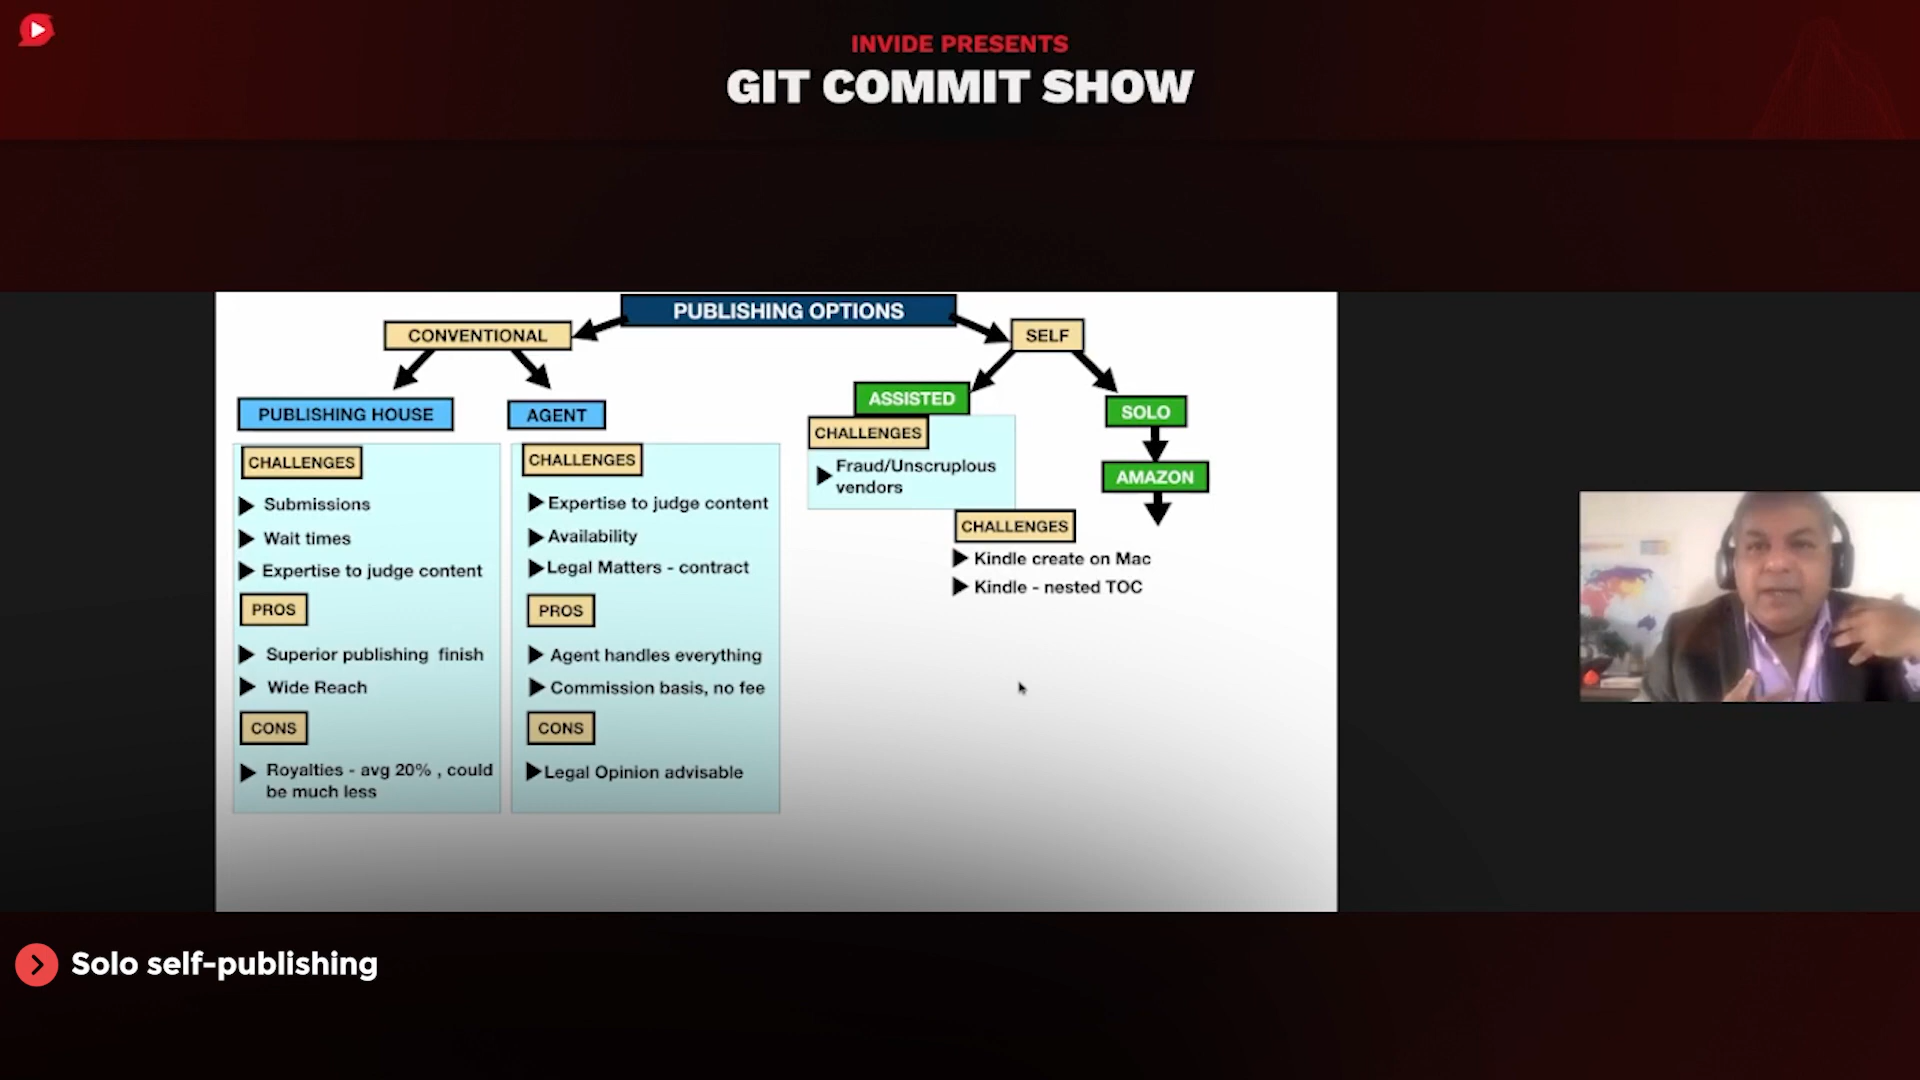 INVIDE PRESENTS
GIT COMMIT SHOW
PUBLISHING OPTIONS
CONVENTIONAL
SELF
PUBLISHING HOUSE
AGENT
ASSISTED
SOLO
AMAZON
CHALLENGES
Submissions
Wait times
Expertise to judge content
PROS
Superior publishing finish
Wide Reach
CONS
Royalties - avg 20% , could
be much less
CHALLENGES
Expertise to judge content
Availability
Legal Matters - contract
PROS
Agent handles everything
Commission basis, no fee
CONS
Legal Opinion advisable
CHALLENGES
Fraud/Unscruplous
vendors
CHALLENGES
Kindle create on Mac
Kindle - nested TOC
Solo self-publishing